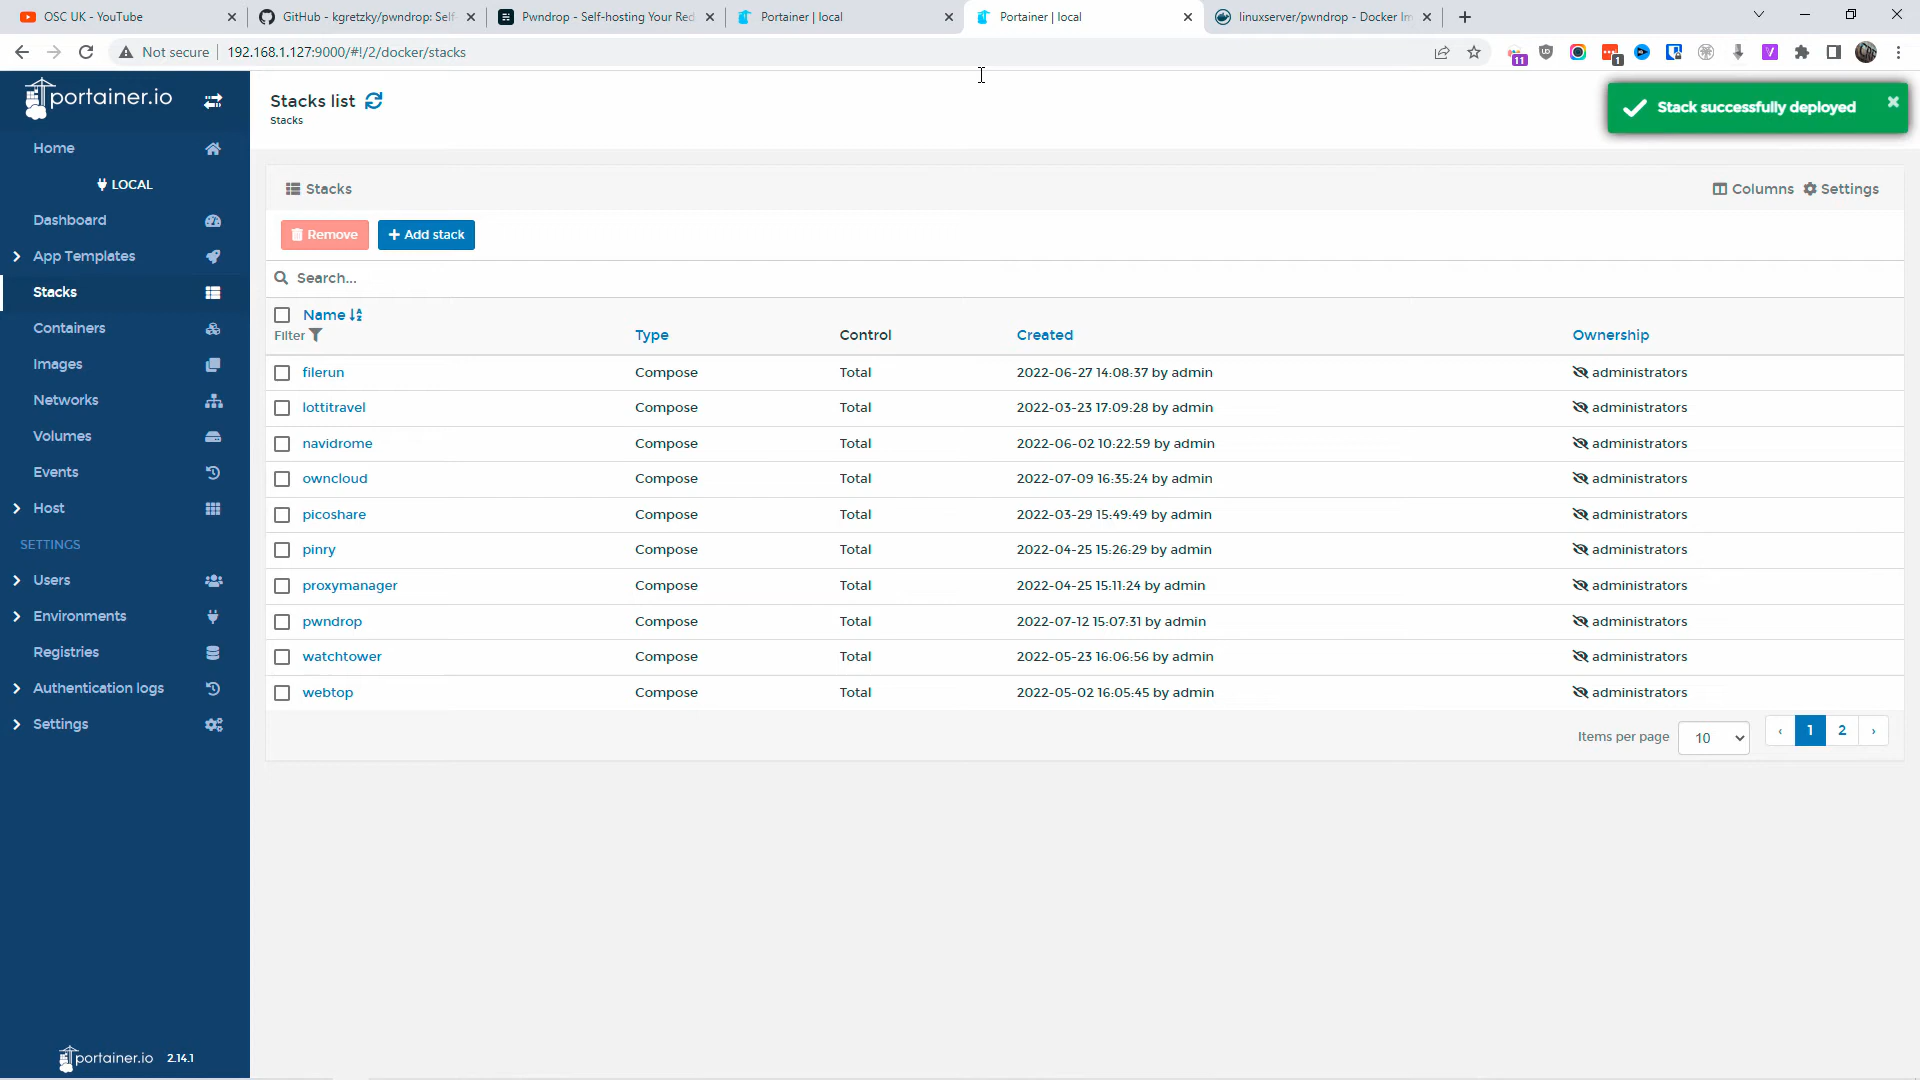 OSC UK - YouTube
GitHub - kgretzky/pwndrop: Self-
Pwndrop - Self-hosting Your Red
Portainer | local
Portainer | local
linuxserver/pwndrop - Docker Im
Not secure
192.168.1.127:9000/#!/2/docker/stacks
11
1
portainer.io
Home
LOCAL
Dashboard
App Templates
Stacks
Containers
Images
Networks
Volumes
Events
Host
SETTINGS
Users
Environments
Registries
Authentication logs
Settings
portainer.io 2.14.1
Stacks list
Stacks
Stack successfully deployed
Stacks
Columns Settings
Remove
Add stack
Search...
Name
Filter
Type Control Created Ownership
filerun Compose Total 2022-06-27 14:08:37 by admin administrators
lottitravel Compose Total 2022-03-23 17:09:28 by admin administrators
navidrome Compose Total 2022-06-02 10:22:59 by admin administrators
owncloud Compose Total 2022-07-09 16:35:24 by admin administrators
picoshare Compose Total 2022-03-29 15:49:49 by admin administrators
pinry Compose Total 2022-04-25 15:26:29 by admin administrators
proxymanager Compose Total 2022-04-25 15:11:24 by admin administrators
pwndrop Compose Total 2022-07-12 15:07:31 by admin administrators
watchtower Compose Total 2022-05-23 16:06:56 by admin administrators
webtop Compose Total 2022-05-02 16:05:45 by admin administrators
Items per page 10 ‹ 1 2 ›